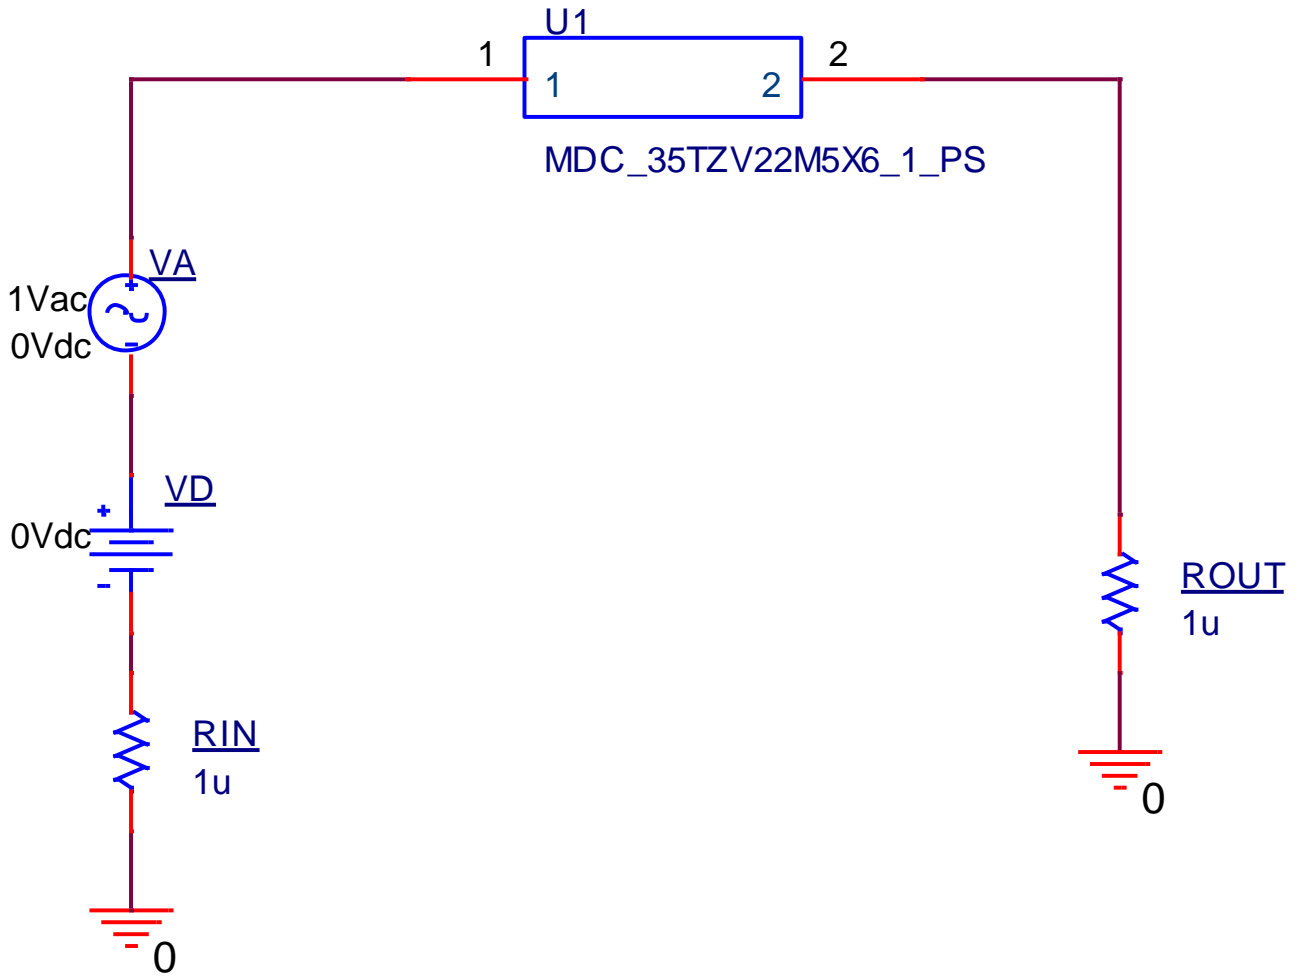 U1
1
2
1
2
MDC_35TZV22M5X6_1_PS
VA
+
1Vac
-
0Vdc
VD
+
0Vdc
-
ROUT
1u
RIN
1u
0
0